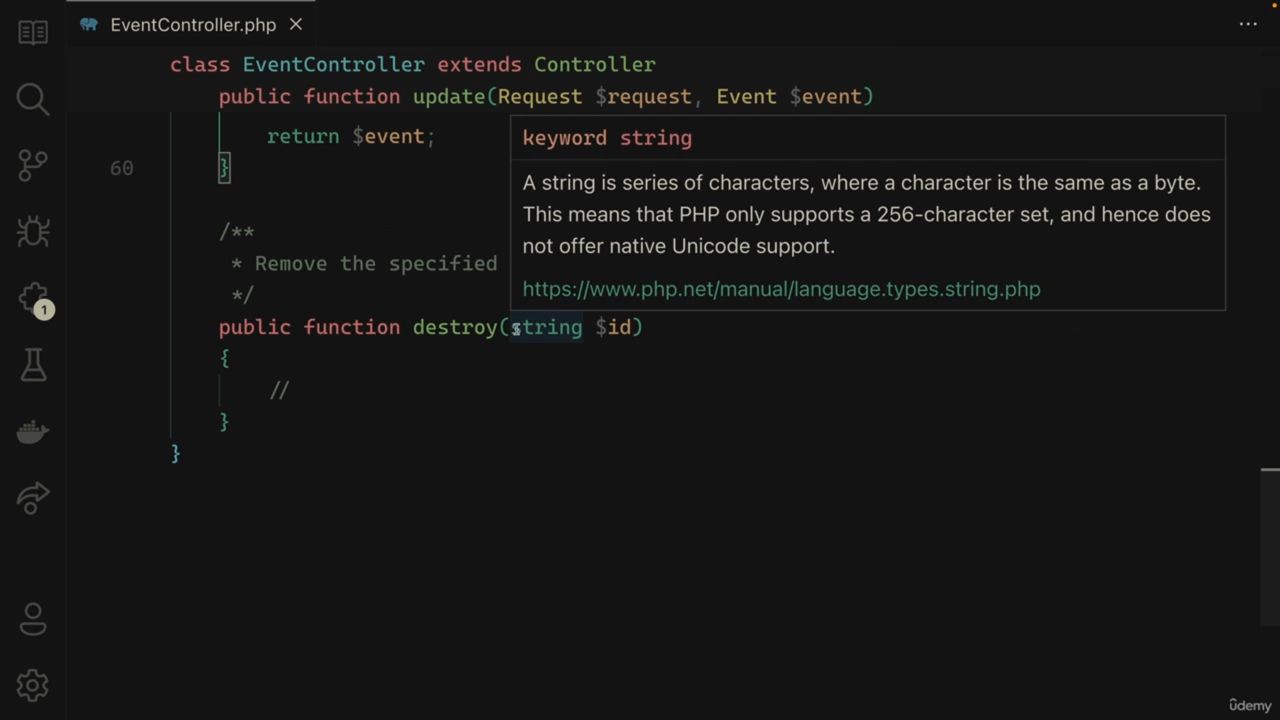 EventController.php
class EventController extends Controller
public function update(Request $request, Event $event)
return $event;
60 }
/**
* Remove the specified
*/
public function destroy(string $id)
{
//
}
}
keyword string
A string is series of characters, where a character is the same as a byte.
This means that PHP only supports a 256-character set, and hence does
not offer native Unicode support.
https://www.php.net/manual/language.types.string.php
1
ûdemy